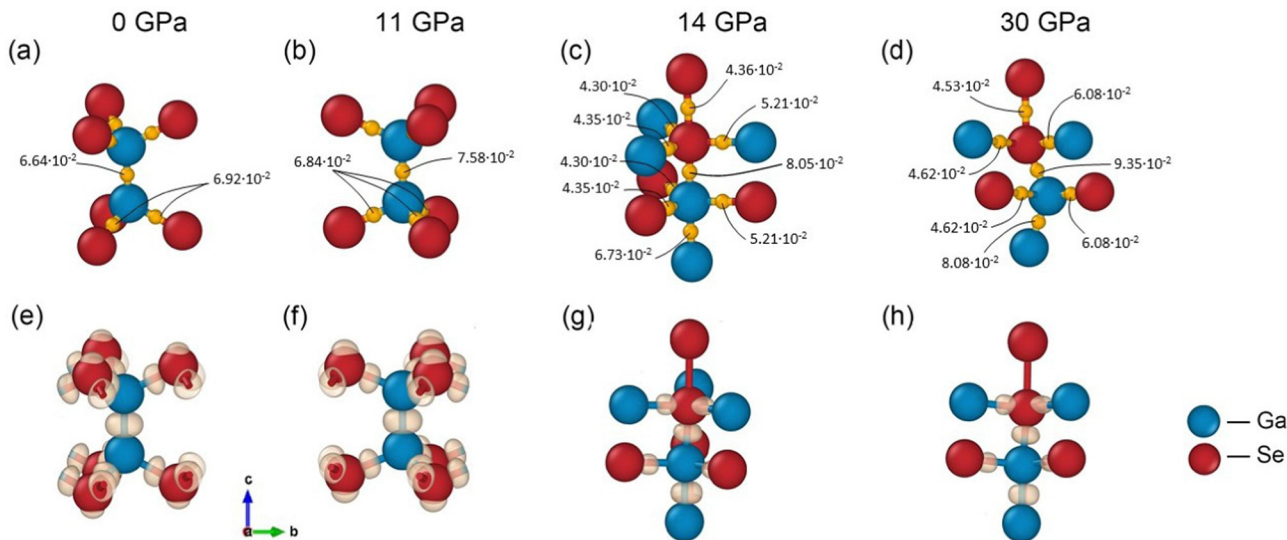 0 GPa
11 GPa
14 GPa
30 GPa
(a)
(b)
(c)
(d)
6.64·10⁻²
6.92·10⁻²
6.84·10⁻²
7.58·10⁻²
4.30·10⁻²
4.36·10⁻²
4.35·10⁻²
5.21·10⁻²
4.30·10⁻²
8.05·10⁻²
4.35·10⁻²
5.21·10⁻²
6.73·10⁻²
4.53·10⁻²
6.08·10⁻²
4.62·10⁻²
9.35·10⁻²
4.62·10⁻²
6.08·10⁻²
8.08·10⁻²
(e)
(f)
(g)
(h)
c
a
b
— Ga
— Se